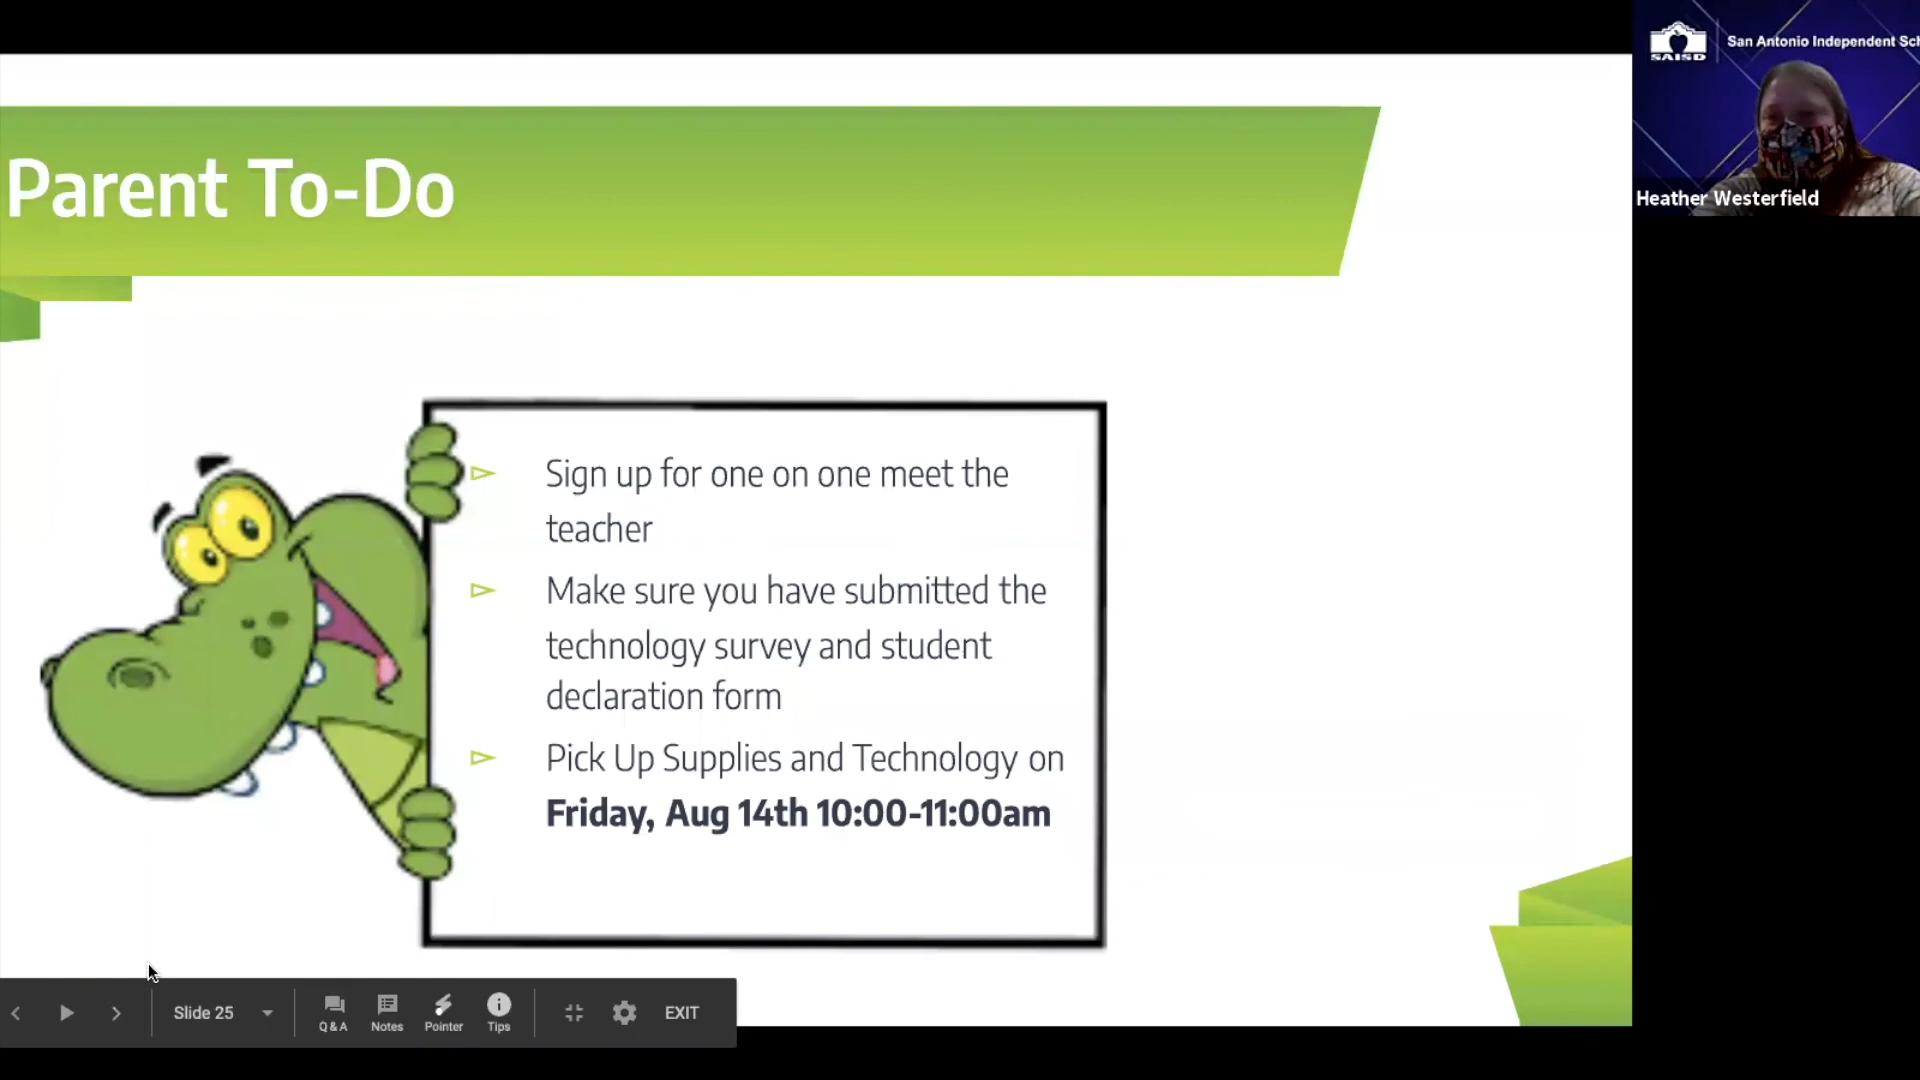 San Antonio Independent Sch
SAISD
Parent To-Do
Heather Westerfield
Sign up for one on one meet the
teacher
Make sure you have submitted the
technology survey and student
declaration form
Pick Up Supplies and Technology on
Friday, Aug 14th 10:00-11:00am
Slide 25
Q & A
Notes
Pointer
Tips
EXIT